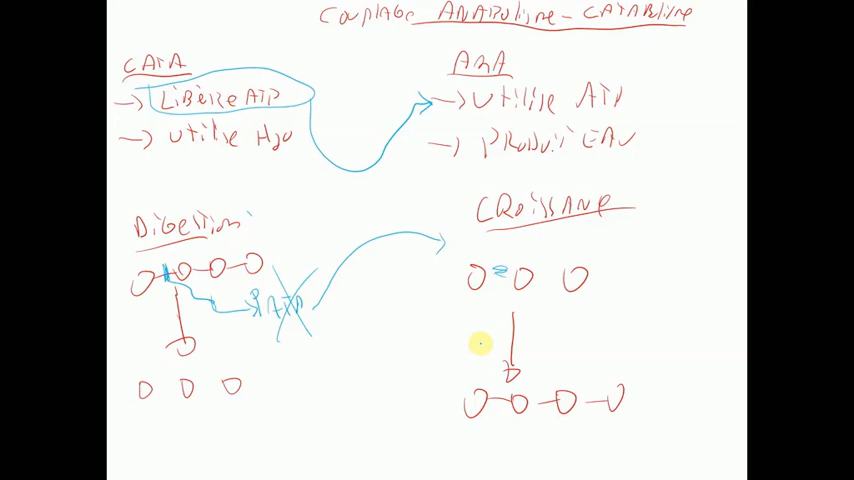 Couplage ANABOlisme - CATABOlisme
CATA
→ Libère ATP
→ Utilise H2O
ANA
→ Utilise ATP
→ PRODUIT EAU
DIGESTION
ATP
CROISSANCE